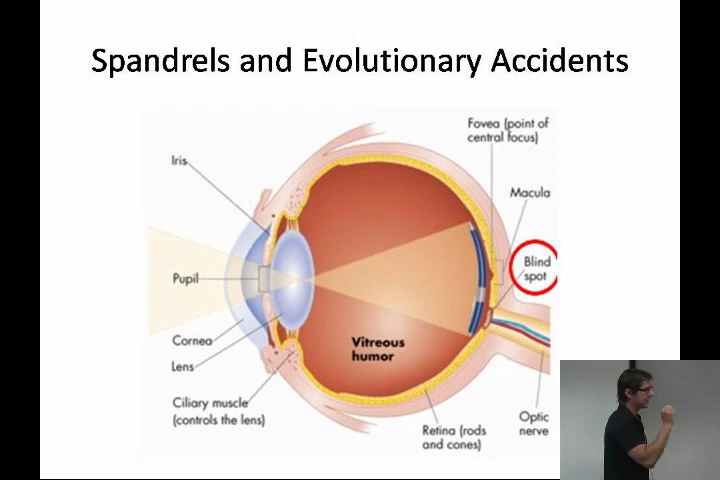 Spandrels and Evolutionary Accidents
Fovea (point of
central focus)
Iris
Macula
Blind
spot
Pupil
Cornea
Vitreous
humor
Lens
Ciliary muscle
(controls the lens)
Retina (rods
and cones)
Optic
nerve